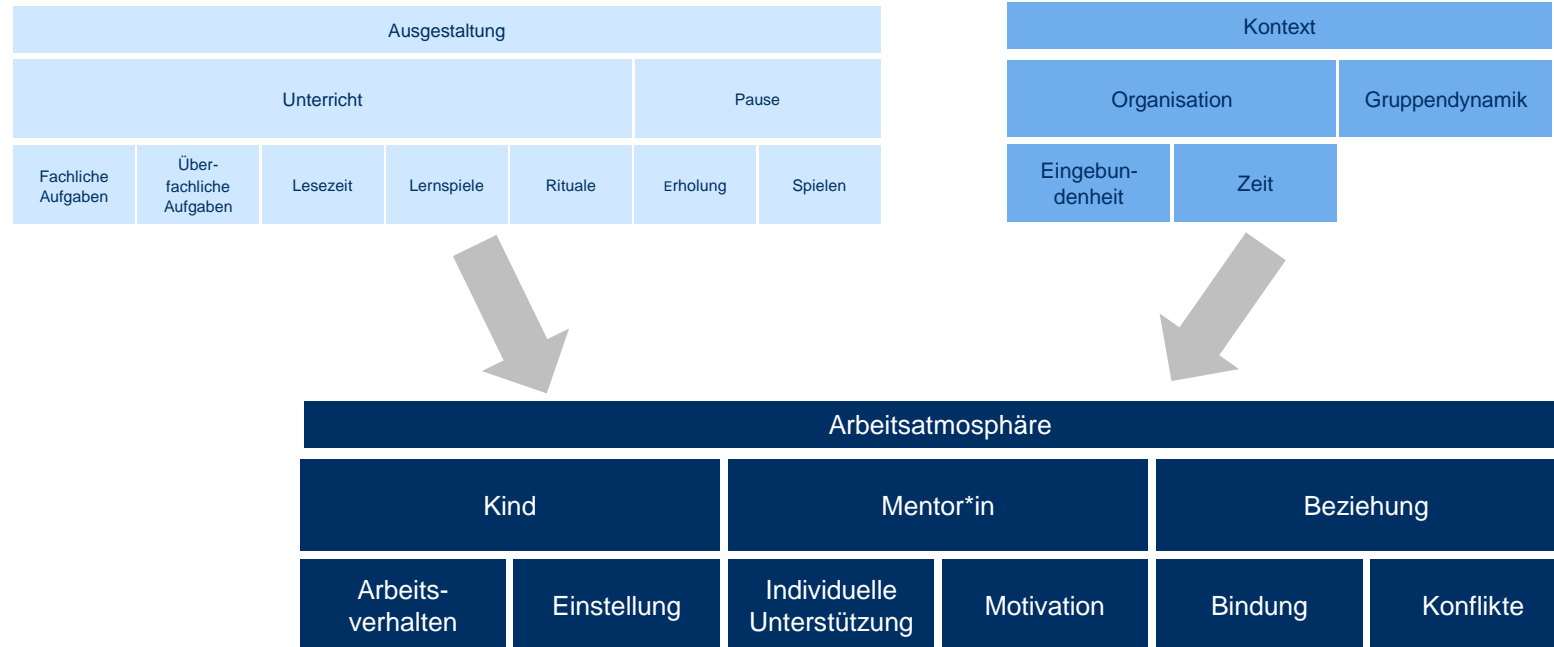 Ausgestaltung
Unterricht
Pause
Fachliche
Aufgaben
Über-
fachliche
Aufgaben
Lesezeit
Lernspiele
Rituale
Erholung
Spielen
Kontext
Organisation
Gruppendynamik
Eingebun-
denheit
Zeit
Arbeitsatmosphäre
Kind
Mentor*in
Beziehung
Arbeits-
verhalten
Einstellung
Individuelle
Unterstützung
Motivation
Bindung
Konflikte